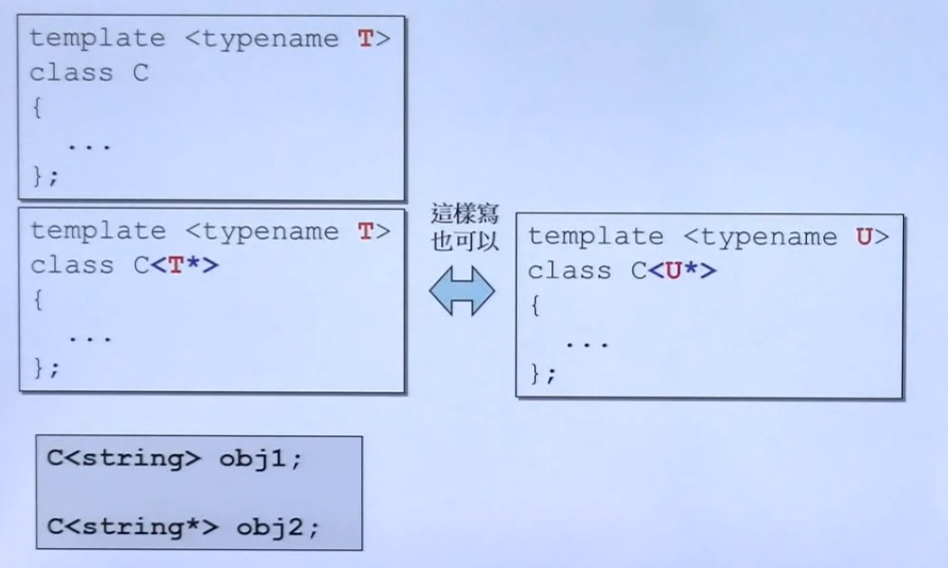 template <typename T>
class C
{
...
};
template <typename T>
class C<T*>
{
...
};
這樣寫
也可以
template <typename U>
class C<U*>
{
...
};
C<string> obj1;
C<string*> obj2;